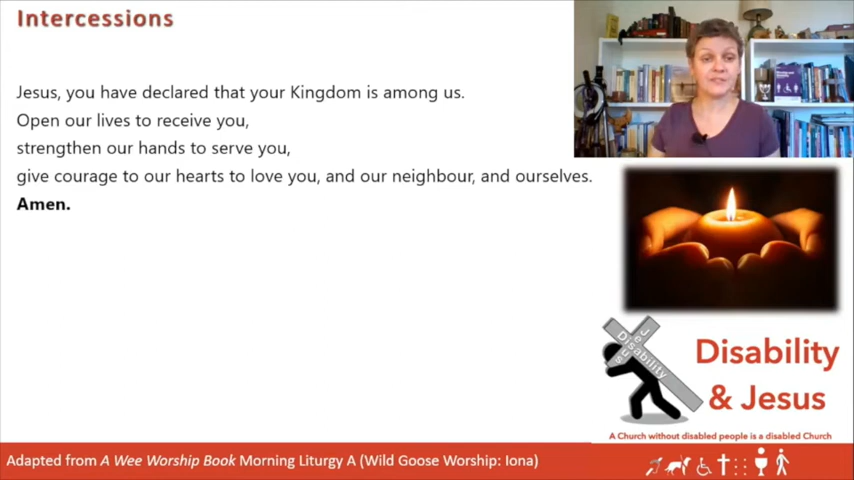 Intercessions
Jesus, you have declared that your Kingdom is among us.
Open our lives to receive you,
strengthen our hands to serve you,
give courage to our hearts to love you, and our neighbour, and ourselves.
Amen.
Jesus
Disability
Disability
& Jesus
A Church without disabled people is a disabled Church
Adapted from A Wee Worship Book Morning Liturgy A (Wild Goose Worship: Iona)